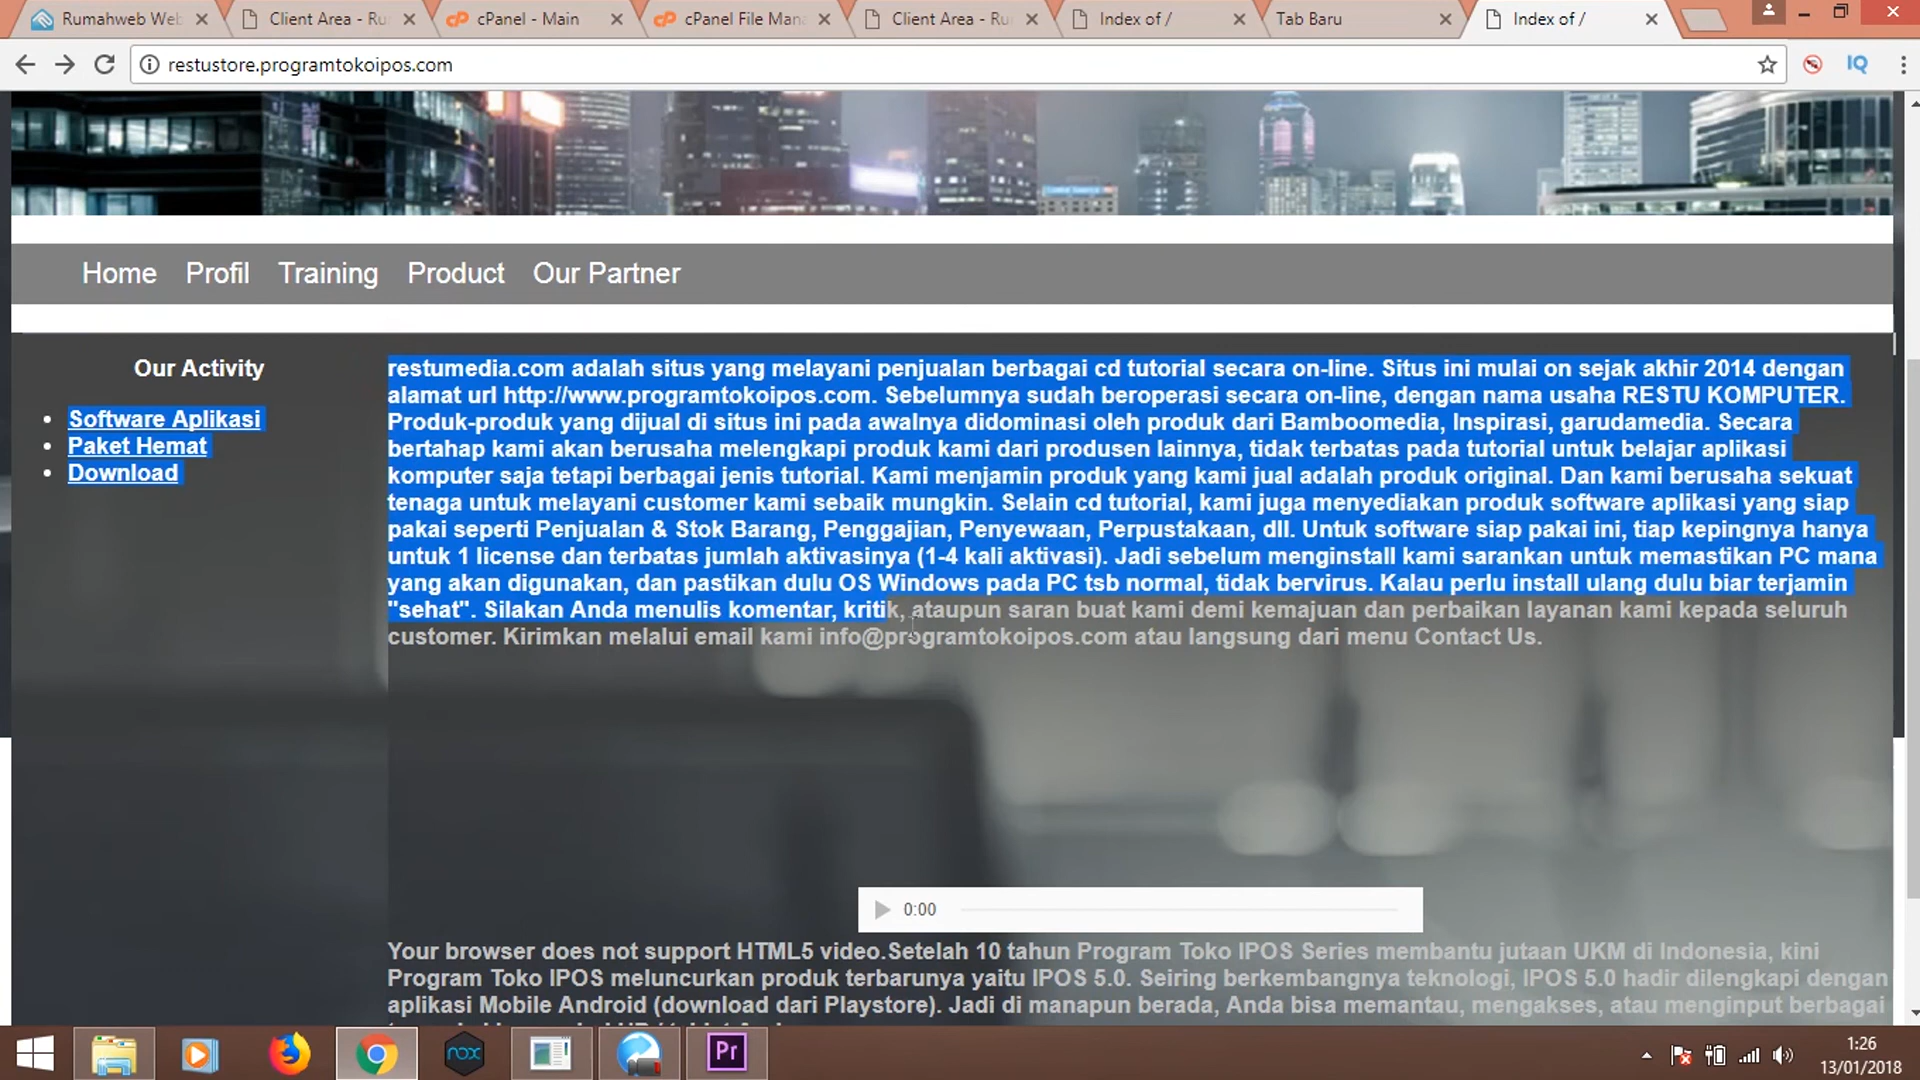 Rumahweb Web
Client Area - Ru
cPanel - Main
cPanel File Man
Client Area - Ru
Index of /
Tab Baru
Index of /
restustore.programtokoipos.com
IQ
Home Profil Training Product Our Partner
Our Activity
Software Aplikasi
Paket Hemat
Download
restumedia.com adalah situs yang melayani penjualan berbagai cd tutorial secara on-line. Situs ini mulai on sejak akhir 2014 dengan
alamat url http://www.programtokoipos.com. Sebelumnya sudah beroperasi secara on-line, dengan nama usaha RESTU KOMPUTER.
Produk-produk yang dijual di situs ini pada awalnya didominasi oleh produk dari Bamboomedia, Inspirasi, garudamedia. Secara
bertahap kami akan berusaha melengkapi produk kami dari produsen lainnya, tidak terbatas pada tutorial untuk belajar aplikasi
komputer saja tetapi berbagai jenis tutorial. Kami menjamin produk yang kami jual adalah produk original. Dan kami berusaha sekuat
tenaga untuk melayani customer kami sebaik mungkin. Selain cd tutorial, kami juga menyediakan produk software aplikasi yang siap
pakai seperti Penjualan & Stok Barang, Penggajian, Penyewaan, Perpustakaan, dll. Untuk software siap pakai ini, tiap kepingnya hanya
untuk 1 license dan terbatas jumlah aktivasinya (1-4 kali aktivasi). Jadi sebelum menginstall kami sarankan untuk memastikan PC mana
yang akan digunakan, dan pastikan dulu OS Windows pada PC tsb normal, tidak bervirus. Kalau perlu install ulang dulu biar terjamin
"sehat". Silakan Anda menulis komentar, kritik, ataupun saran buat kami demi kemajuan dan perbaikan layanan kami kepada seluruh
customer. Kirimkan melalui email kami info@programtokoipos.com atau langsung dari menu Contact Us.
0:00
Your browser does not support HTML5 video.Setelah 10 tahun Program Toko IPOS Series membantu jutaan UKM di Indonesia, kini
Program Toko IPOS meluncurkan produk terbarunya yaitu IPOS 5.0. Seiring berkembangnya teknologi, IPOS 5.0 hadir dilengkapi dengan
aplikasi Mobile Android (download dari Playstore). Jadi di manapun berada, Anda bisa memantau, mengakses, atau menginput berbagai
nox
Pr
1:26
13/01/2018